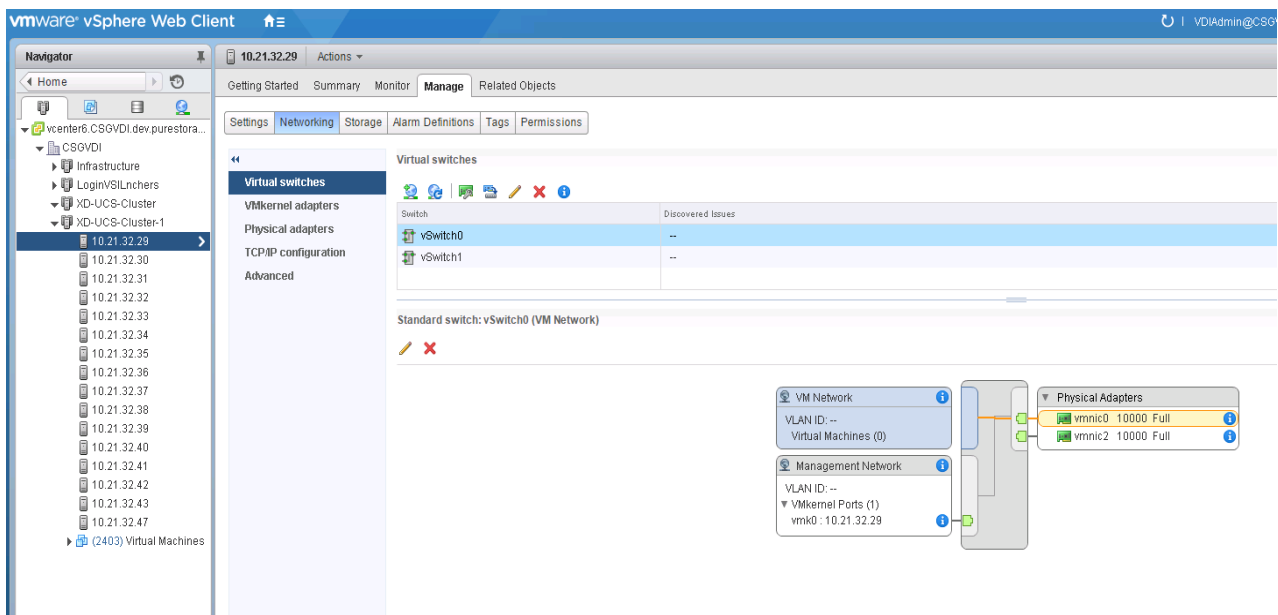 vmware® vSphere Web Client
VDIAdmin@CSGV
Navigator
10.21.32.29 Actions
Home
Getting Started Summary Monitor Manage Related Objects
Settings Networking Storage Alarm Definitions Tags Permissions
vcenter6.CSGVDI.dev.purestora...
CSGVDI
Infrastructure
LoginVSILnchers
XD-UCS-Cluster
XD-UCS-Cluster-1
10.21.32.29
10.21.32.30
10.21.32.31
10.21.32.32
10.21.32.33
10.21.32.34
10.21.32.35
10.21.32.36
10.21.32.37
10.21.32.38
10.21.32.39
10.21.32.40
10.21.32.41
10.21.32.42
10.21.32.43
10.21.32.47
(2403) Virtual Machines
Virtual switches
VMkernel adapters
Physical adapters
TCP/IP configuration
Advanced
Virtual switches
Switch Discovered Issues
vSwitch0 --
vSwitch1 --
Standard switch: vSwitch0 (VM Network)
VM Network
VLAN ID: --
Virtual Machines (0)
Management Network
VLAN ID: --
VMkernel Ports (1)
vmk0 : 10.21.32.29
Physical Adapters
vmnic0 10000 Full
vmnic2 10000 Full